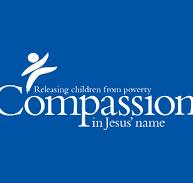 Releasing children from poverty
Compassion
in Jesus' name